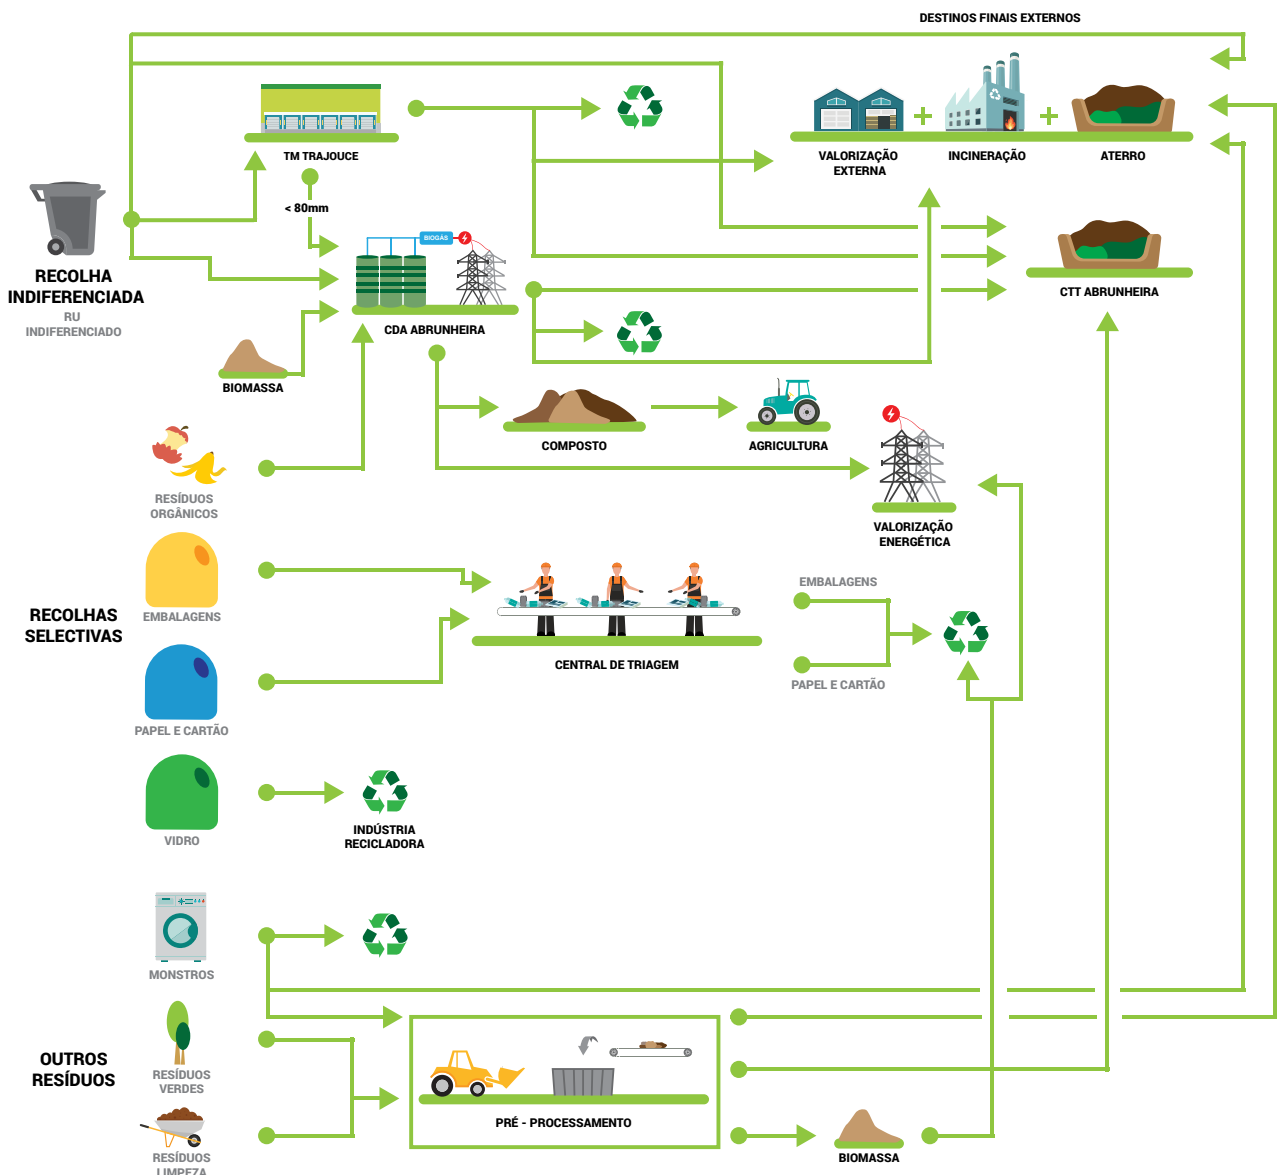 DESTINOS FINAIS EXTERNOS
TM TRAJOUCE
VALORIZAÇÃO
EXTERNA
INCINERAÇÃO
ATERRO
< 80mm
BIOGÁS
RECOLHA
INDIFERENCIADA
RU
INDIFERENCIADO
CTT ABRUNHEIRA
CDA ABRUNHEIRA
BIOMASSA
COMPOSTO
AGRICULTURA
RESÍDUOS
ORGÂNICOS
VALORIZAÇÃO
ENERGÉTICA
RECOLHAS
SELECTIVAS
EMBALAGENS
EMBALAGENS
CENTRAL DE TRIAGEM
PAPEL E CARTÃO
PAPEL E CARTÃO
VIDRO
INDÚSTRIA
RECICLADORA
MONSTROS
OUTROS
RESÍDUOS
RESÍDUOS
VERDES
PRÉ - PROCESSAMENTO
BIOMASSA
RESÍDUOS
LIMPEZA